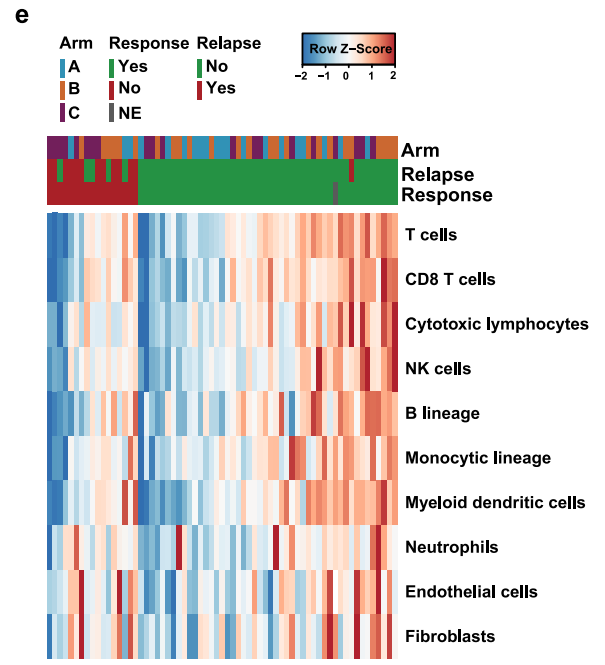 e
Arm Response Relapse
A Yes No
B No Yes
C NE
Row Z−Score
−2 −1 0 1 2
Arm
Relapse
Response
T cells
CD8 T cells
Cytotoxic lymphocytes
NK cells
B lineage
Monocytic lineage
Myeloid dendritic cells
Neutrophils
Endothelial cells
Fibroblasts